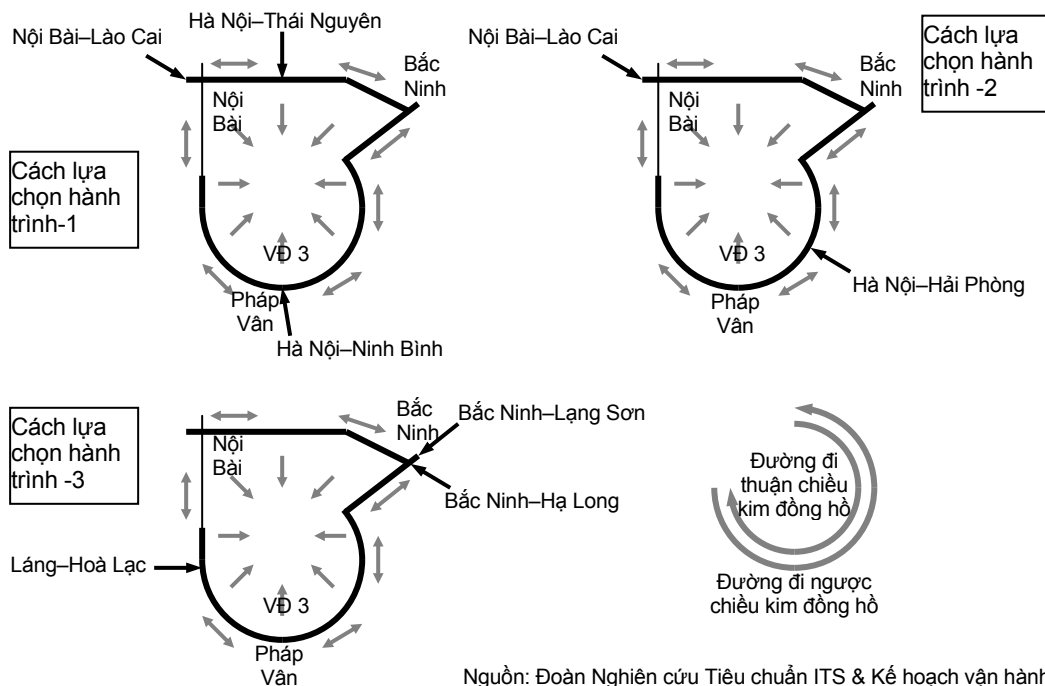 Hà Nội–Thái Nguyên
Nội Bài–Lào Cai
Bắc
Ninh
Nội
Bài
Cách lựa
chọn hành
trình-1
VĐ 3
Pháp
Vân
Hà Nội–Ninh Bình
Nội Bài–Lào Cai
Bắc
Ninh
Cách lựa
chọn hành
trình -2
Nội
Bài
VĐ 3
Hà Nội–Hải Phòng
Pháp
Vân
Cách lựa
chọn hành
trình -3
Bắc
Ninh
Bắc Ninh–Lạng Sơn
Nội
Bài
Bắc Ninh–Hạ Long
Láng–Hoà Lạc
VĐ 3
Pháp
Vân
Đường đi
thuận chiều
kim đồng hồ
Đường đi ngược
chiều kim đồng hồ
Nguồn: Đoàn Nghiên cứu Tiêu chuẩn ITS & Kế hoạch vận hành